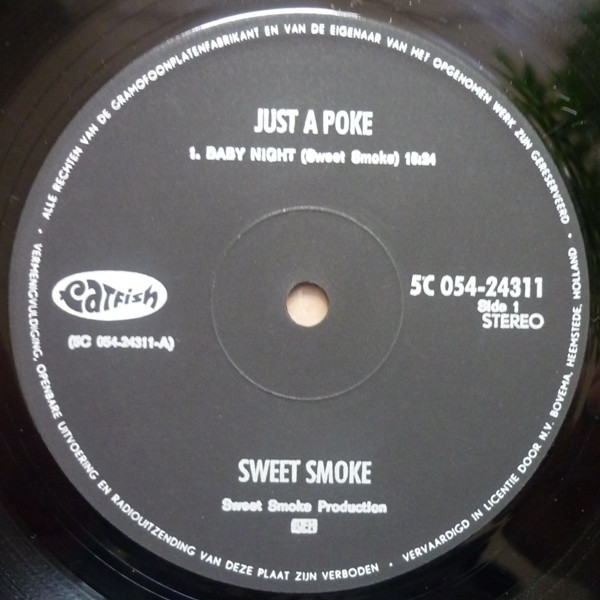 ALLE RECHTEN VAN DE GRAMOFOONPLATENFABRIKANT EN VAN DE EIGENAAR VAN HET OPGENOMEN WERK ZIJN GERESERVEERD •
JUST A POKE
1. BABY NIGHT (Sweet Smoke) 16:24
Catfish
(5C 054-24311-A)
5C 054-24311
Side 1
STEREO
SWEET SMOKE
Sweet Smoke Production
VERMENIGVULDIGING, OPENBARE UITVOERING EN RADIOUITZENDING VAN DEZE PLAAT ZIJN VERBODEN • VERVAARDIGD IN LICENTIE DOOR N.V. BOVEMA, HEEMSTEDE, HOLLAND •